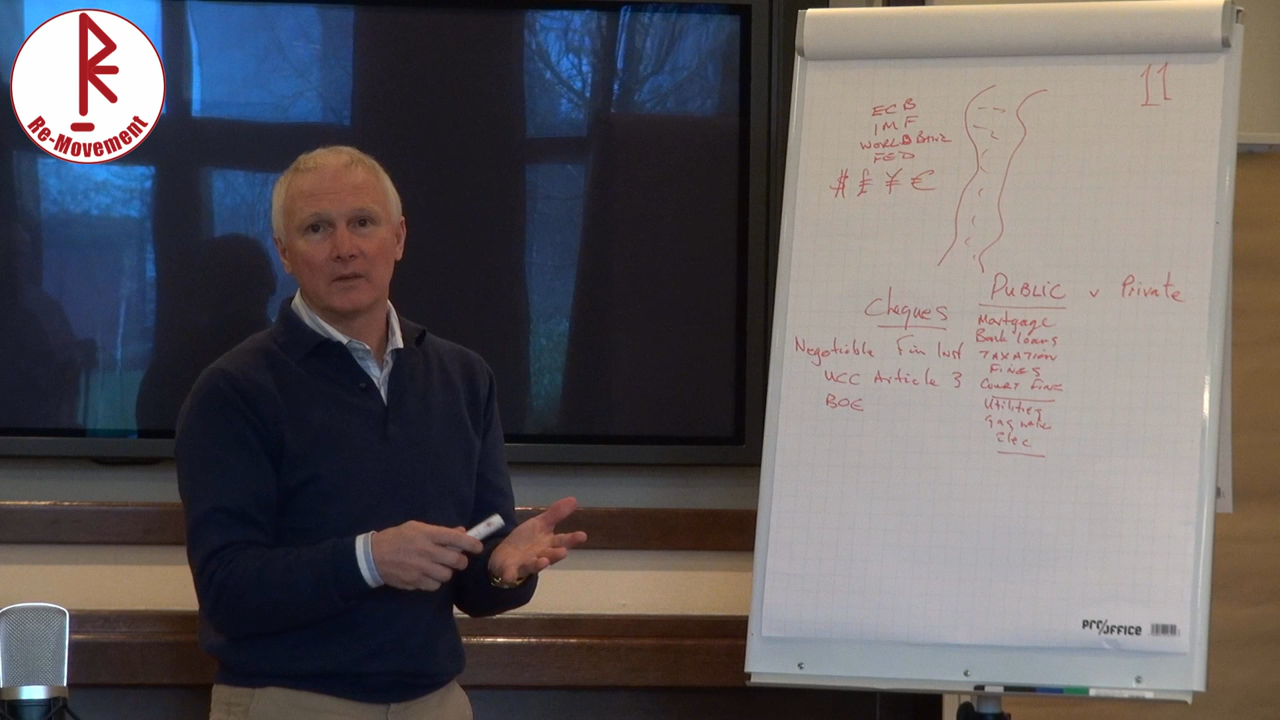 Re-Movement
11
ECB
IMF
WORLD BANK
FED
$ £ ¥ €
PUBLIC v Private
Cheques
Mortgage
Bank loans
Negotiable Fin Inst
TAXATION
FINES
UCC Article 3
COURT FINE
BOE
Utilities
Gas
Elec
PRO/OFFICE